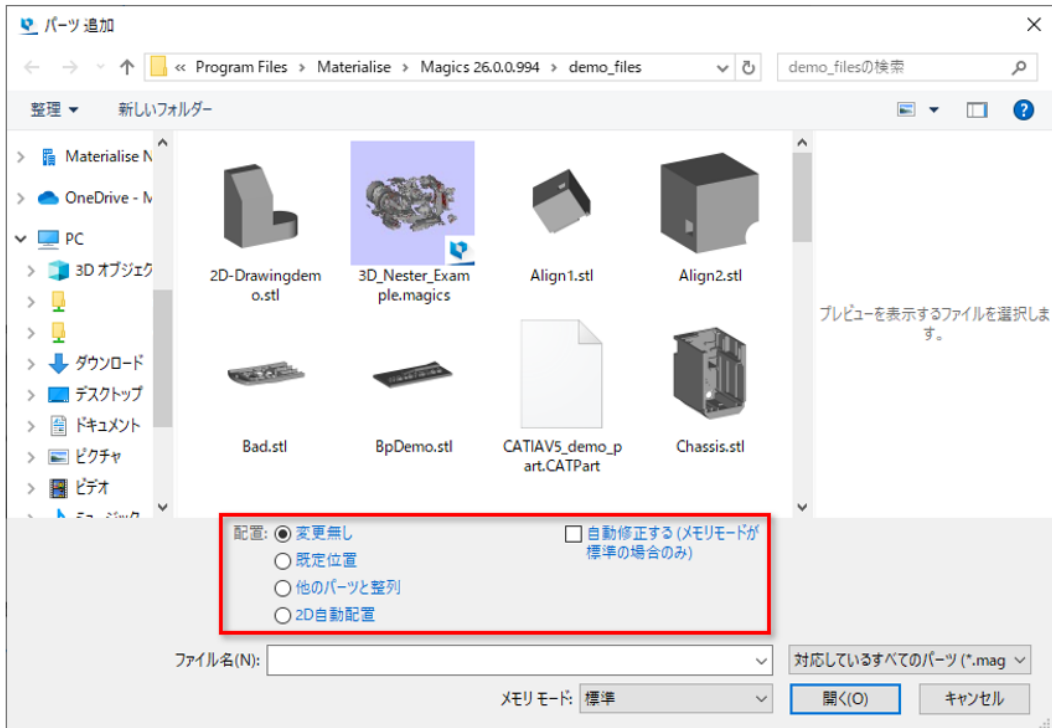 パーツ 追加
« Program Files › Materialise › Magics 26.0.0.994 › demo_files
demo_filesの検索
整理
新しいフォルダー
Materialise N
OneDrive - M
PC
3D オブジェク
ダウンロード
デスクトップ
ドキュメント
ピクチャ
ビデオ
2D-Drawingdem
o.stl
3D_Nester_Exam
ple.magics
Align1.stl
Align2.stl
Bad.stl
BpDemo.stl
CATIAV5_demo_p
art.CATPart
Chassis.stl
プレビューを表示するファイルを選択しま
す。
配置: 変更無し
既定位置
他のパーツと整列
2D自動配置
自動修正する (メモリモードが
標準の場合のみ)
ファイル名(N):
対応しているすべてのパーツ (*.mag
メモリ モード: 標準
開く(O)
キャンセル